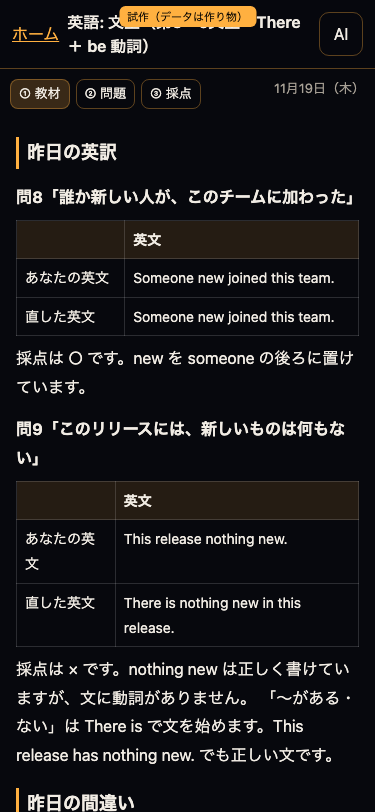 試作（データは作り物）
ホーム
英語: 文
There
＋ be 動詞）
AI
① 教材
② 問題
③ 採点
11月19日（木）
昨日の英訳
問8「誰か新しい人が、このチームに加わった」
英文
あなたの英文 Someone new joined this team.
直した英文 Someone new joined this team.
採点は ○ です。new を someone の後ろに置け
ています。
問9「このリリースには、新しいものは何もな
い」
英文
あなたの英 This release nothing new.
文
直した英文 There is nothing new in this
release.
採点は × です。nothing new は正しく書けてい
ますが、文に動詞がありません。 「〜がある・
ない」は There is で文を始めます。This
release has nothing new. でも正しい文です。
昨日の間違い